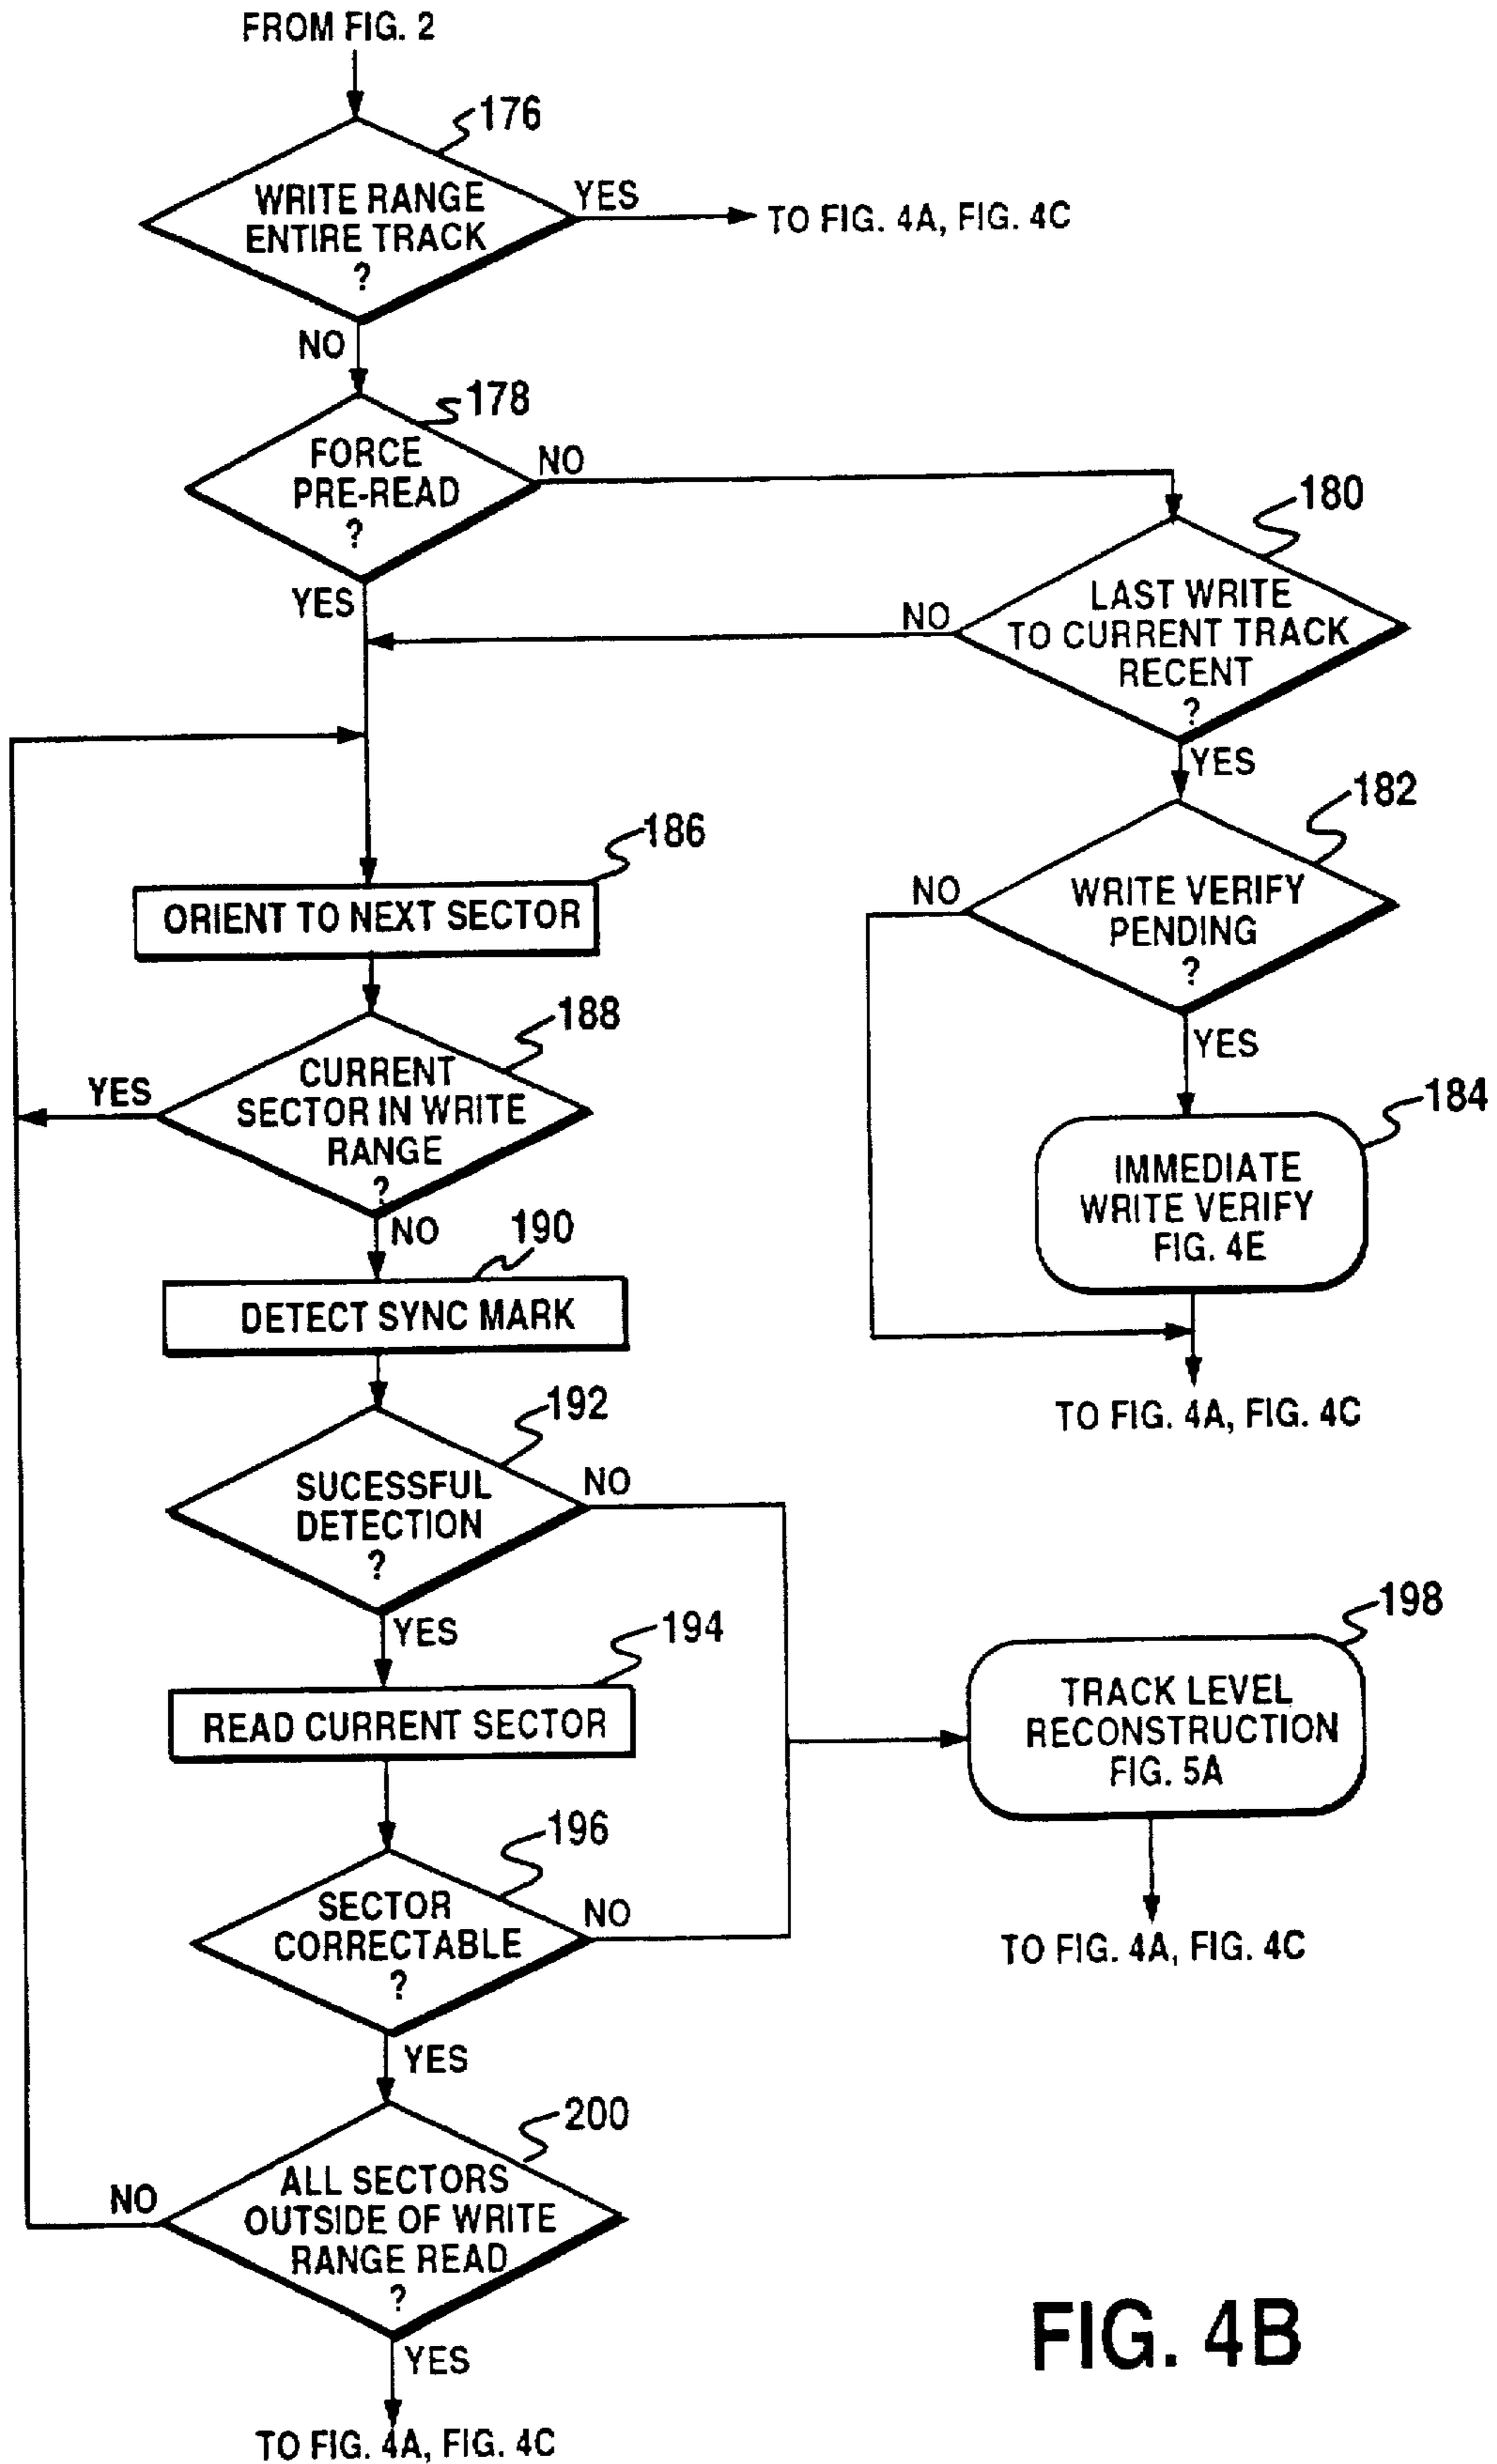 FROM FIG. 2
176
WRITE RANGE
ENTIRE TRACK
?
YES
TO FIG. 4A, FIG. 4C
NO
178
FORCE
PRE-READ
?
NO
YES
180
LAST WRITE
TO CURRENT TRACK
RECENT
?
NO
YES
182
WRITE VERIFY
PENDING
?
NO
YES
184
IMMEDIATE
WRITE VERIFY
FIG. 4E
TO FIG. 4A, FIG. 4C
186
ORIENT TO NEXT SECTOR
188
CURRENT
SECTOR IN WRITE
RANGE
?
YES
NO
190
DETECT SYNC MARK
192
SUCESSFUL
DETECTION
?
NO
YES
194
READ CURRENT SECTOR
196
SECTOR
CORRECTABLE
?
NO
YES
198
TRACK LEVEL
RECONSTRUCTION
FIG. 5A
TO FIG. 4A, FIG. 4C
200
ALL SECTORS
OUTSIDE OF WRITE
RANGE READ
?
NO
YES
TO FIG. 4A, FIG. 4C
FIG. 4B